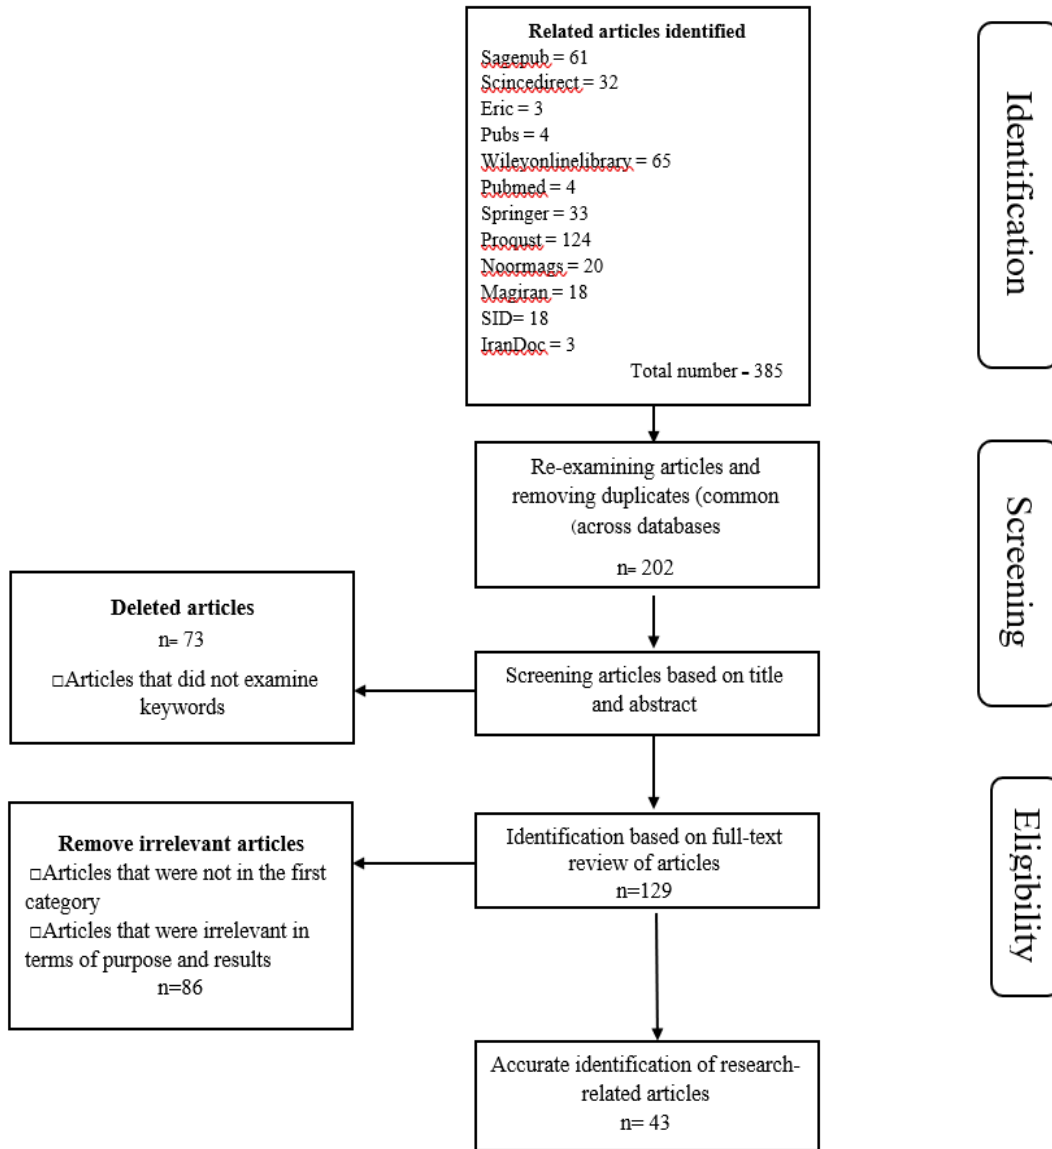 Related articles identified
Sagepub = 61
Scincedirect = 32
Eric = 3
Pubs = 4
Wileyonlinelibrary = 65
Pubmed = 4
Springer = 33
Proqust = 124
Noormags = 20
Magiran = 18
SID= 18
IranDoc = 3
Total number = 385
Identification
Re-examining articles and
removing duplicates (common
(across databases
n= 202
Screening
Deleted articles
n= 73
□Articles that did not examine
keywords
Screening articles based on title
and abstract
Remove irrelevant articles
□Articles that were not in the first
category
□Articles that were irrelevant in
terms of purpose and results
n=86
Identification based on full-text
review of articles
n=129
Eligibility
Accurate identification of research-
related articles
n= 43